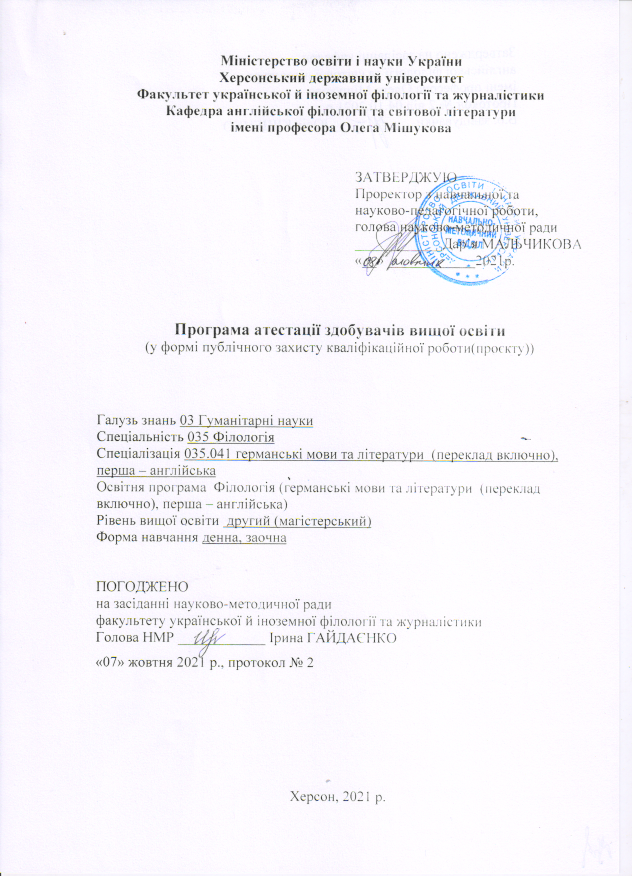 Міністерство освіти і науки України
Херсонський державний університет
Факультет української й іноземної філології та журналістики
Кафедра англійської філології та світової літератури
імені професора Олега Мішукова
ЗАТВЕРДЖУЮ
Проректор з навчальної та
науково-педагогічної роботи,
голова науково-методичної ради
Дар'я МАЛЬЧИКОВА
« » 2021р.
НАВЧАЛЬНО-
МЕТОДИЧНИЙ
ВІДДІЛ
Програма атестації здобувачів вищої освіти
(у формі публічного захисту кваліфікаційної роботи(проєкту))
Галузь знань 03 Гуманітарні науки
Спеціальність 035 Філологія
Спеціалізація 035.041 германські мови та літератури (переклад включно),
перша – англійська
Освітня програма Філологія (германські мови та літератури (переклад
включно), перша – англійська)
Рівень вищої освіти другий (магістерський)
Форма навчання денна, заочна
ПОГОДЖЕНО
на засіданні науково-методичної ради
факультету української й іноземної філології та журналістики
Голова НМР ____________ Ірина ГАЙДАЄНКО
«07» жовтня 2021 р., протокол № 2
Херсон, 2021 р.